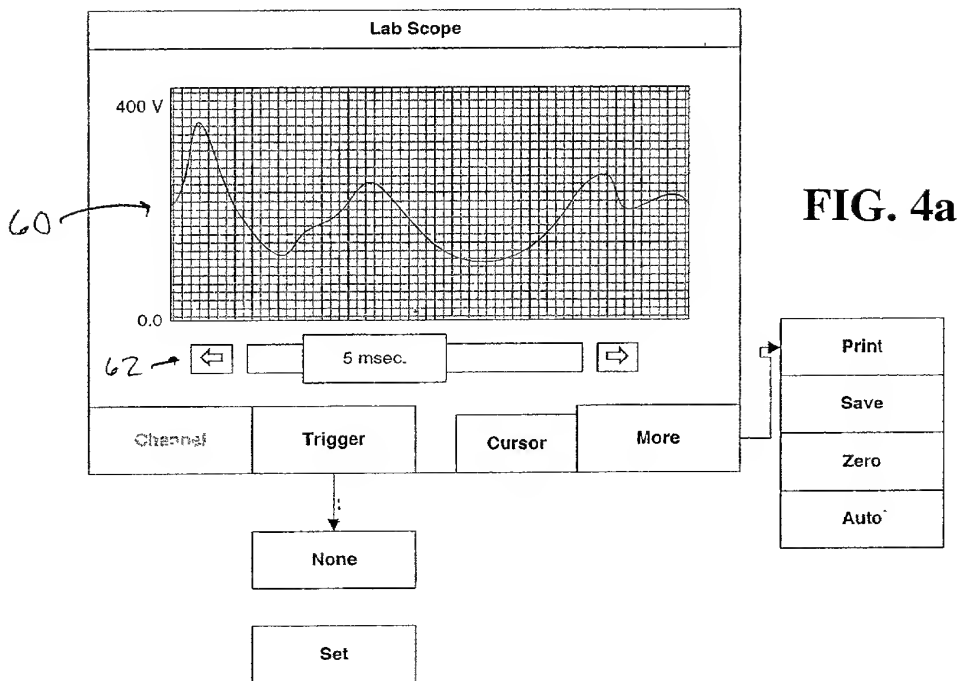 Lab Scope
400 V
60
FIG. 4a
0.0
62
5 msec.
Print
Save
Zero
Auto
Channel
Trigger
Cursor
More
None
Set